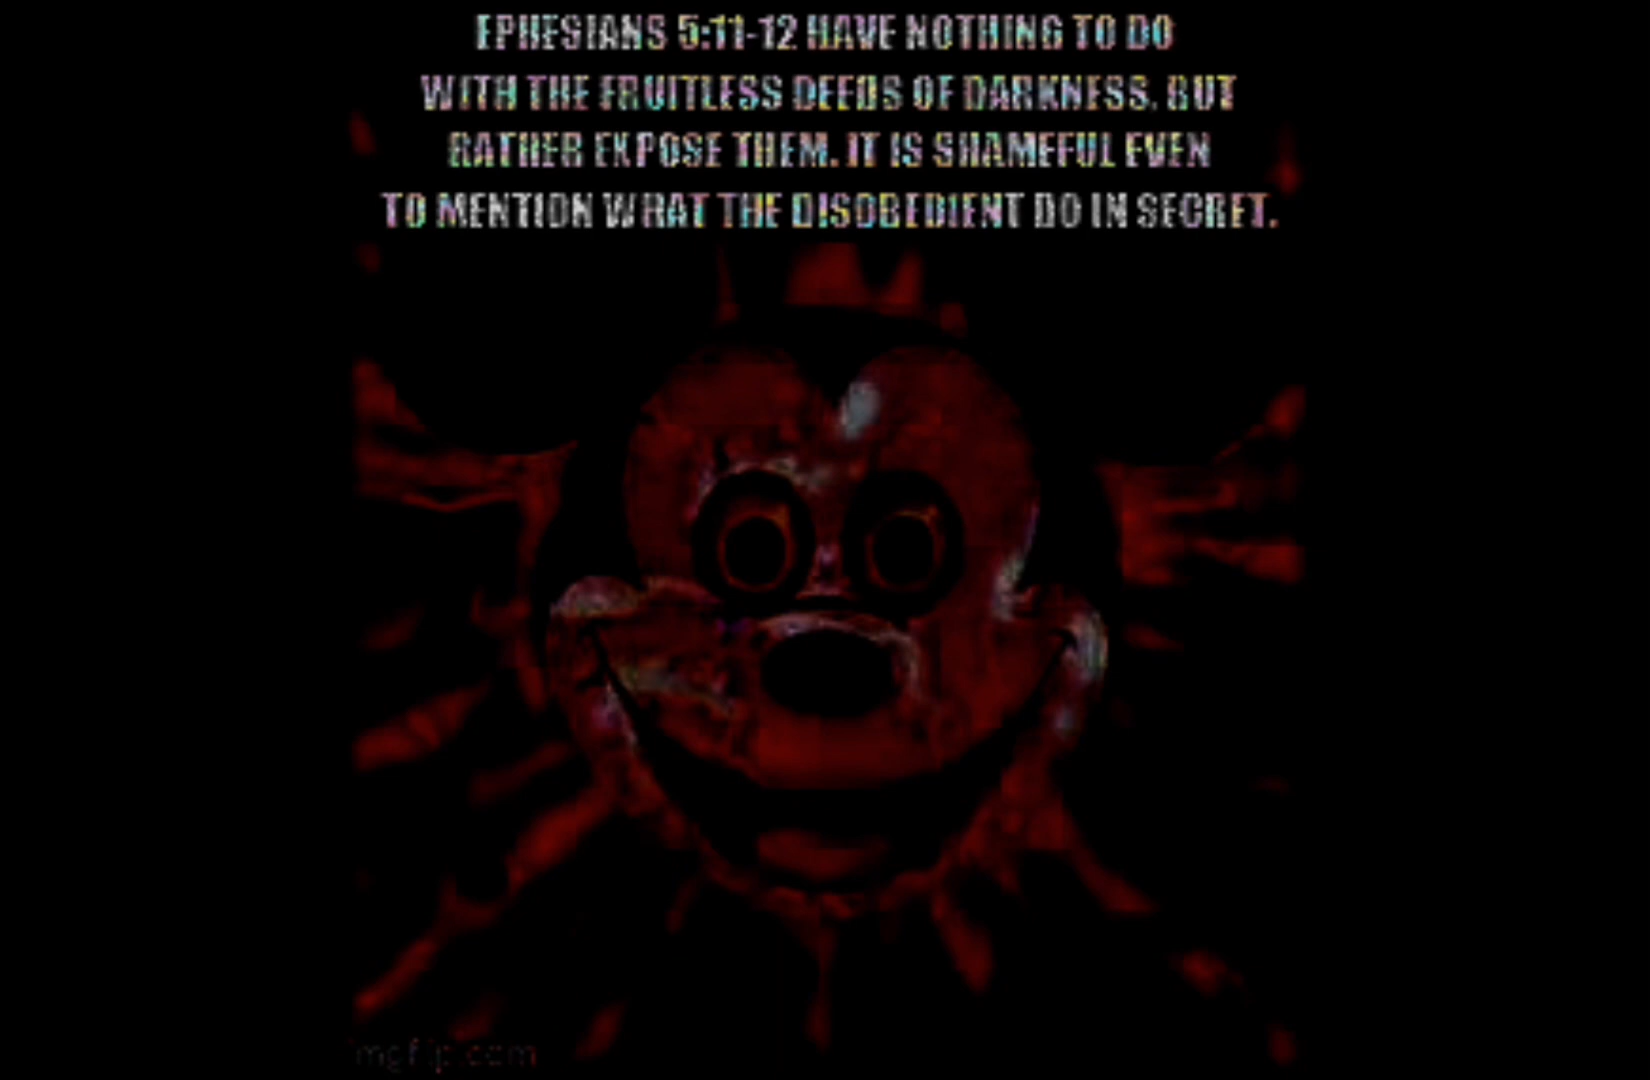 EPHESIANS 5:11-12 HAVE NOTHING TO DO
WITH THE FRUITLESS DEEDS OF DARKNESS, BUT
RATHER EXPOSE THEM. IT IS SHAMEFUL EVEN
TO MENTION WHAT THE DISOBEDIENT DO IN SECRET.
imgflip.com